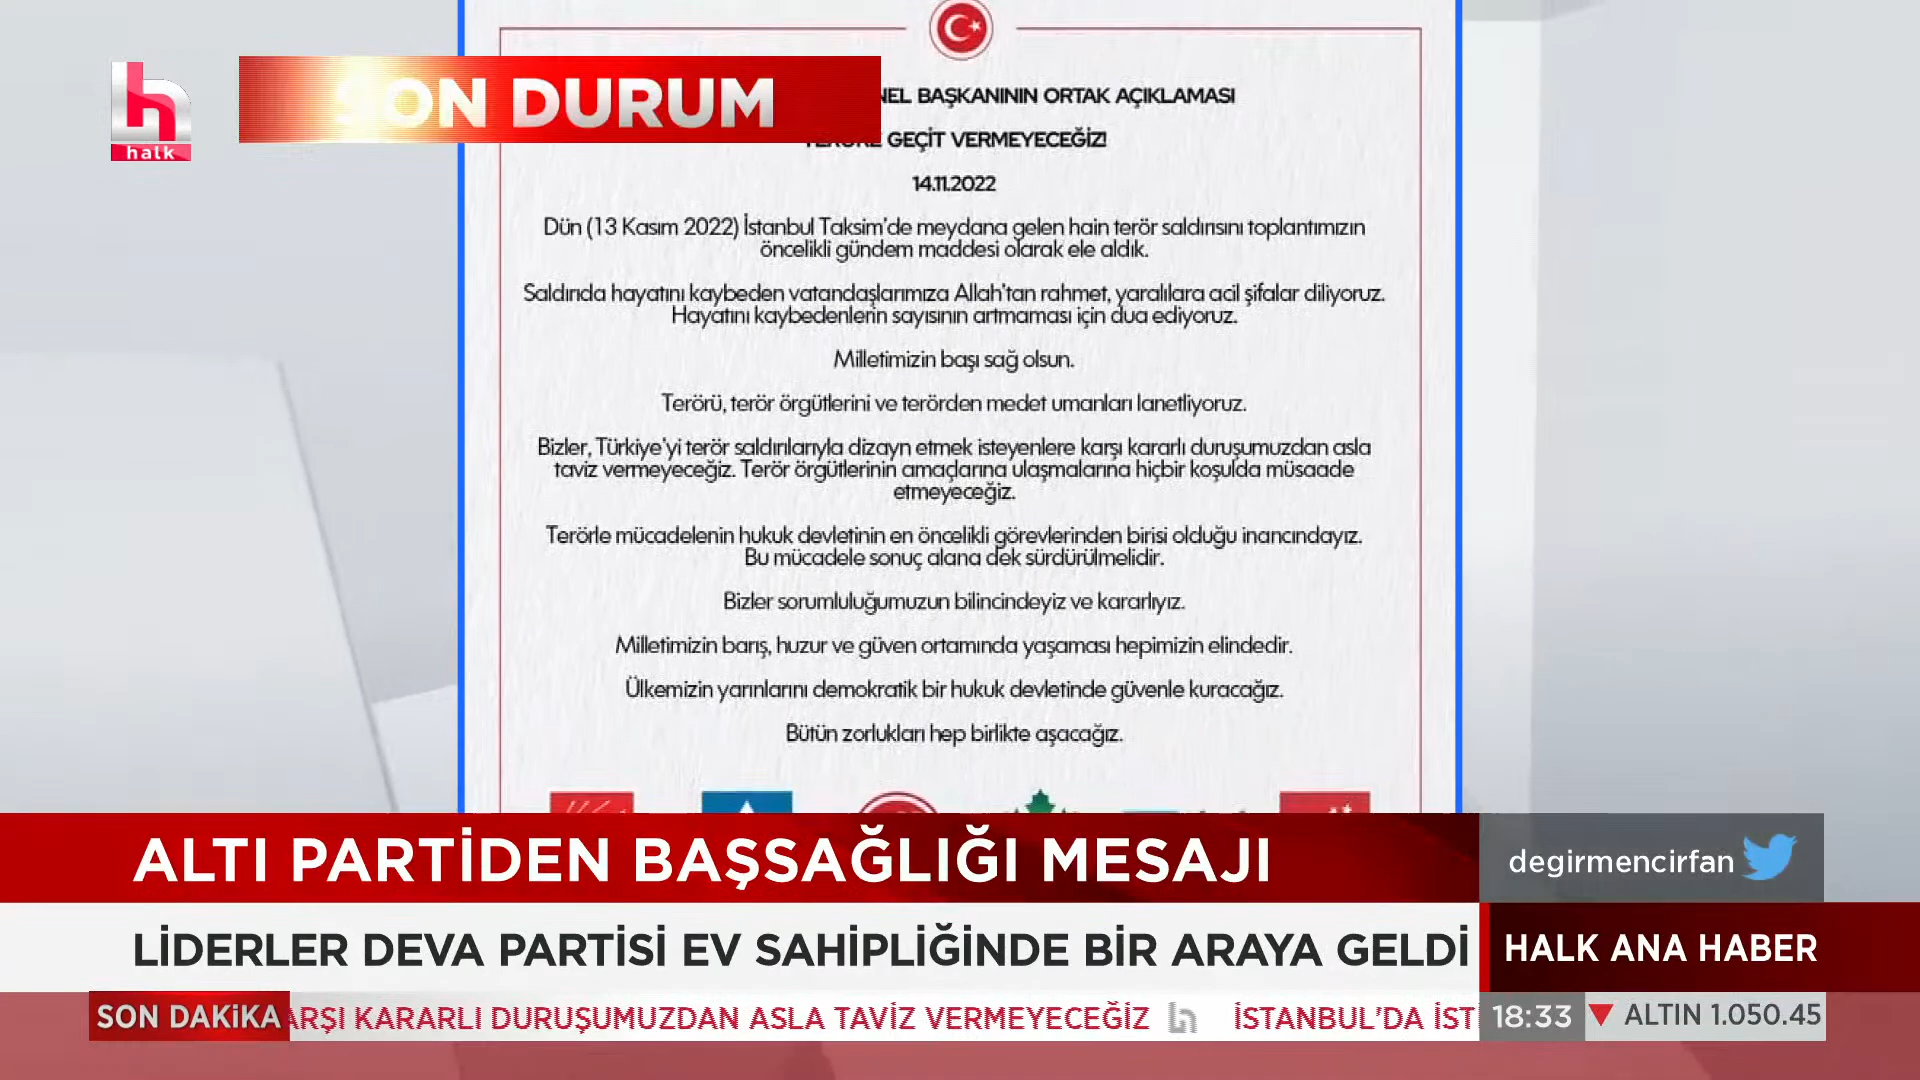 SON DURUM
halk
BAŞKANININ ORTAK AÇIKLAMASI
GEÇİT VERMEYECEĞİZ!
14.11.2022
Dün (13 Kasım 2022) İstanbul Taksim'de meydana gelen hain terör saldırısını toplantımızın
öncelikli gündem maddesi olarak ele aldık.
Saldırıda hayatını kaybeden vatandaşlarımıza Allah'tan rahmet, yaralılara acil şifalar diliyoruz.
Hayatını kaybedenlerin sayısının artmaması için dua ediyoruz.
Milletimizin başı sağ olsun.
Terörü, terör örgütlerini ve terörden medet umanları lanetliyoruz.
Bizler, Türkiye'yi terör saldırılarıyla dizayn etmek isteyenlere karşı kararlı duruşumuzdan asla
taviz vermeyeceğiz. Terör örgütlerinin amaçlarına ulaşmalarına hiçbir koşulda müsaade
etmeyeceğiz.
Terörle mücadelenin hukuk devletinin en öncelikli görevlerinden birisi olduğu inancındayız.
Bu mücadele sonuç alana dek sürdürülmelidir.
Bizler sorumluluğumuzun bilincindeyiz ve kararlıyız.
Milletimizin barış, huzur ve güven ortamında yaşaması hepimizin elindedir.
Ülkemizin yarınlarını demokratik bir hukuk devletinde güvenle kuracağız.
Bütün zorlukları hep birlikte aşacağız.
ALTI PARTİDEN BAŞSAĞLIĞI MESAJI
degirmencirfan
LİDERLER DEVA PARTİSİ EV SAHİPLİĞİNDE BİR ARAYA GELDİ
HALK ANA HABER
SON DAKİKA
ARŞI KARARLI DURUŞUMUZDAN ASLA TAVİZ VERMEYECEĞİZ
İSTANBUL'DA İSTİ
18:33
ALTIN 1.050.45